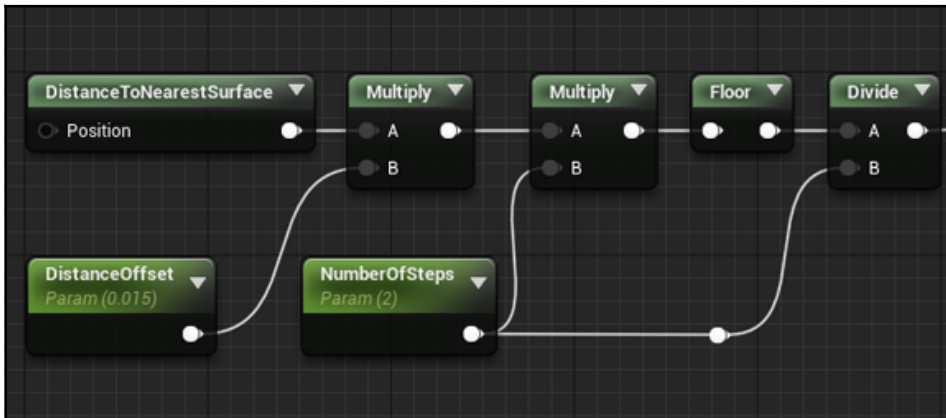 DistanceToNearestSurface
Position
Multiply
A
B
Multiply
A
B
Floor
Divide
A
B
DistanceOffset
Param (0.015)
NumberOfSteps
Param (2)